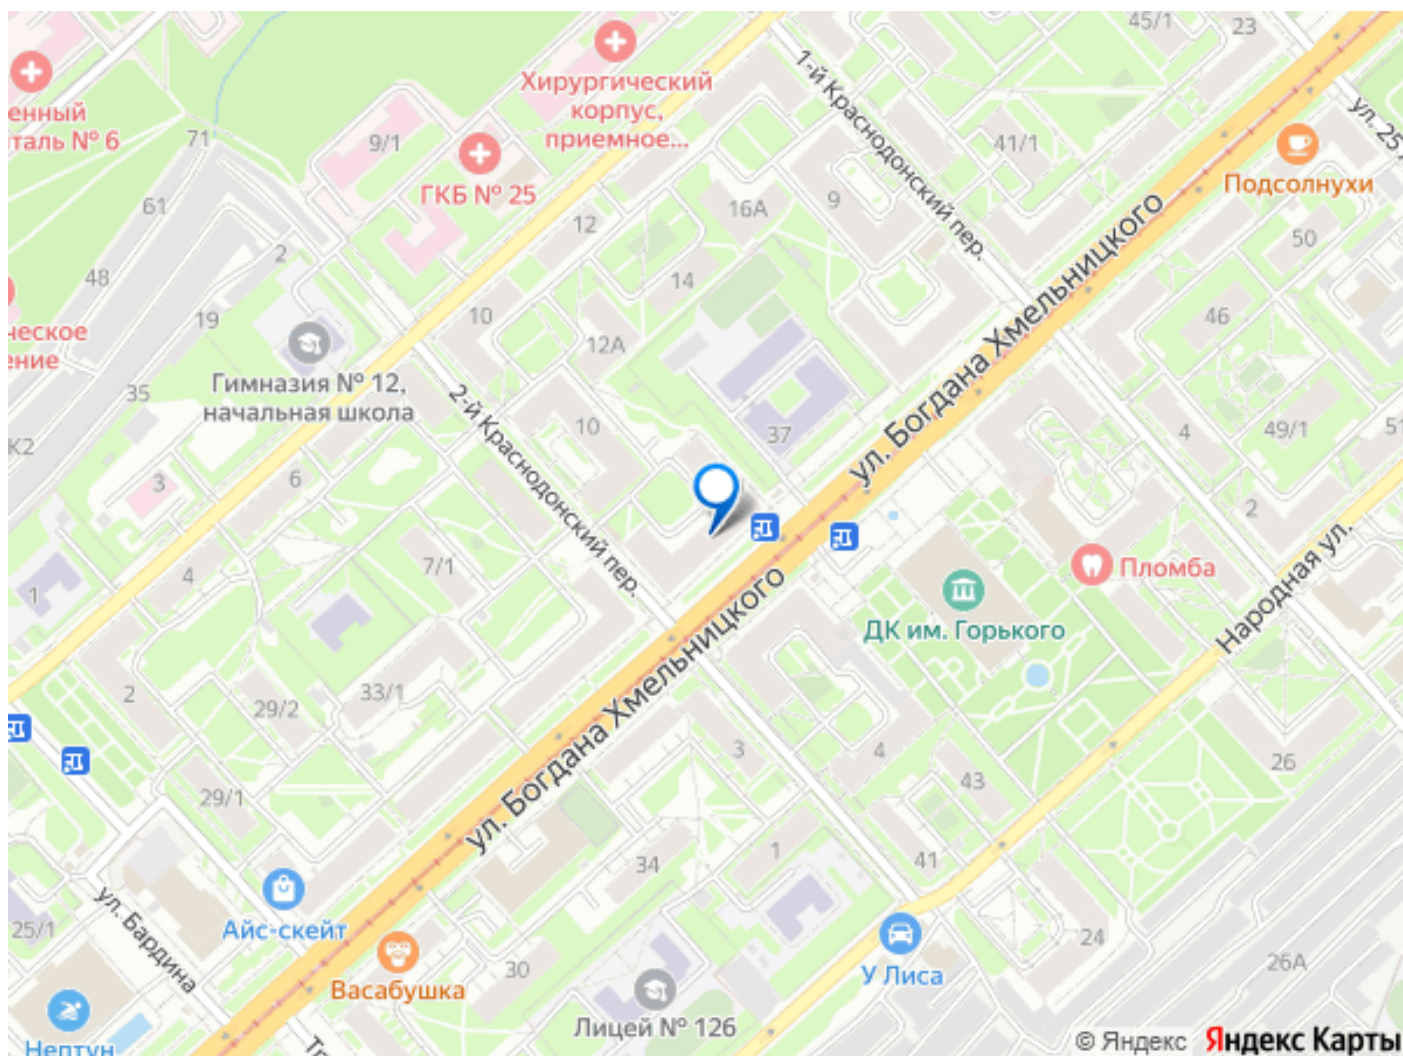 45/1
23
Хирургический
корпус,
приемное...
1-й Краснодонский пер.
ул. 25
енный
таль № 6
71
9/1
ГКБ № 25
41/1
Подсолнухи
61
12
16А
9
50
48
2
14
19
10
12А
46
ческое
ение
Гимназия № 12,
начальная школа
35
2-й Краснодонский пер.
10
37
ул. Богдана Хмельницкого
4
49/1
51
К2
3
6
2
1
4
7/1
Пломба
ДК им. Горького
Народная ул.
2
29/2
33/1
ул. Богдана Хмельницкого
3
4
43
26
29/1
34
1
41
ул. Бардина
25/1
Айс-скейт
Васабушка
30
У Лиса
24
26А
Лицей № 126
Нептун
© Яндекс Яндекс Карты